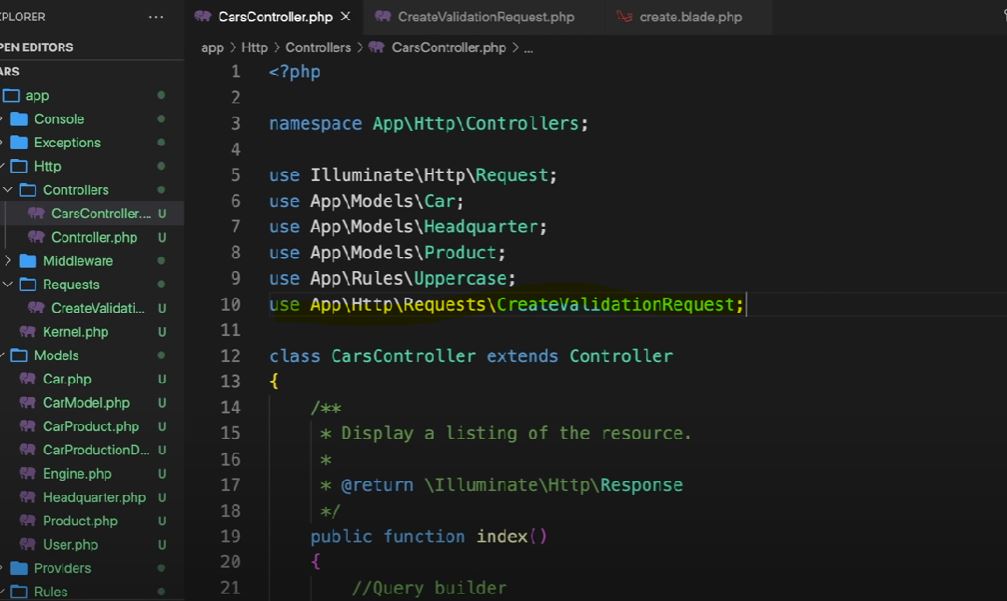 PLORER ...
PEN EDITORS
ARS
app
Console
Exceptions
Http
Controllers
CarsController.... U
Controller.php U
Middleware
Requests
CreateValidati... U
Kernel.php U
Models
Car.php U
CarModel.php U
CarProduct.php U
CarProductionD... U
Engine.php U
Headquarter.php U
Product.php U
User.php U
Providers
Rules
CarsController.php CreateValidationRequest.php create.blade.php
app > Http > Controllers > CarsController.php > ...
1 <?php
2
3 namespace App\Http\Controllers;
4
5 use Illuminate\Http\Request;
6 use App\Models\Car;
7 use App\Models\Headquarter;
8 use App\Models\Product;
9 use App\Rules\Uppercase;
10 use App\Http\Requests\CreateValidationRequest;
11
12 class CarsController extends Controller
13 {
14 /**
15 * Display a listing of the resource.
16 *
17 * @return \Illuminate\Http\Response
18 */
19 public function index()
20 {
21 //Query builder